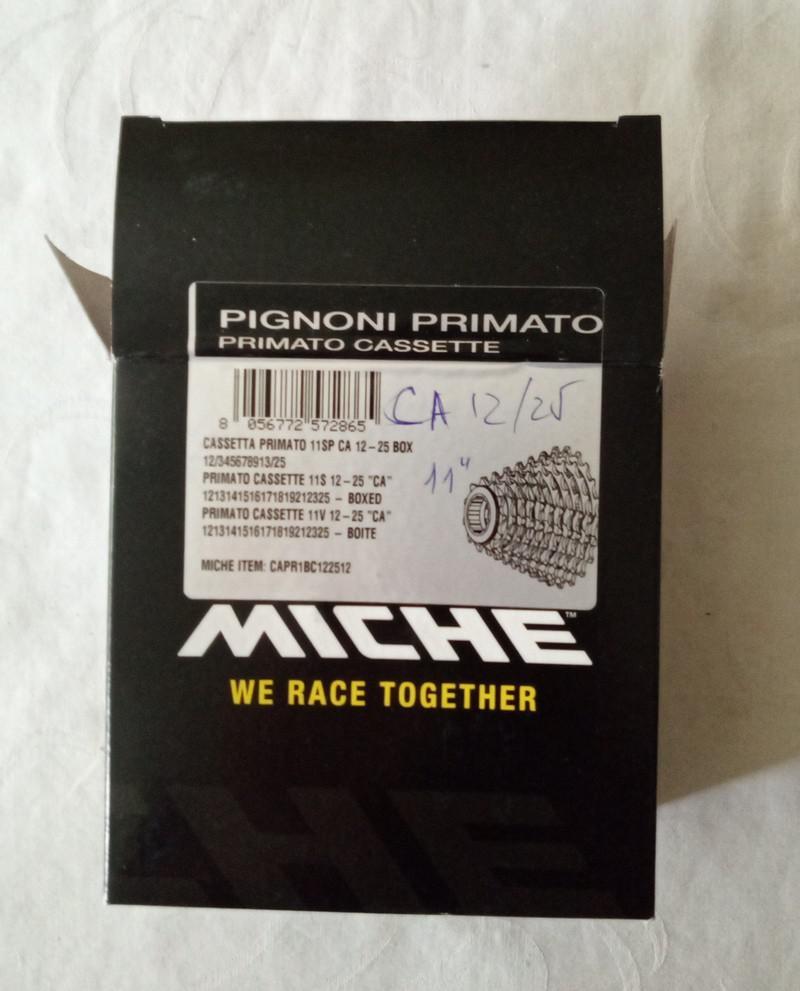 PIGNONI PRIMATO
PRIMATO CASSETTE
8 056772 572865
CA 12/25
CASSETTA PRIMATO 11SP CA 12-25 BOX
12/345678913/25
11"
PRIMATO CASSETTE 11S 12-25 "CA"
1213141516171819212325 - BOXED
PRIMATO CASSETTE 11V 12-25 "CA"
1213141516171819212325 - BOITE
MICHE ITEM: CAPR1BC122512
MICHE™
WE RACE TOGETHER
HE